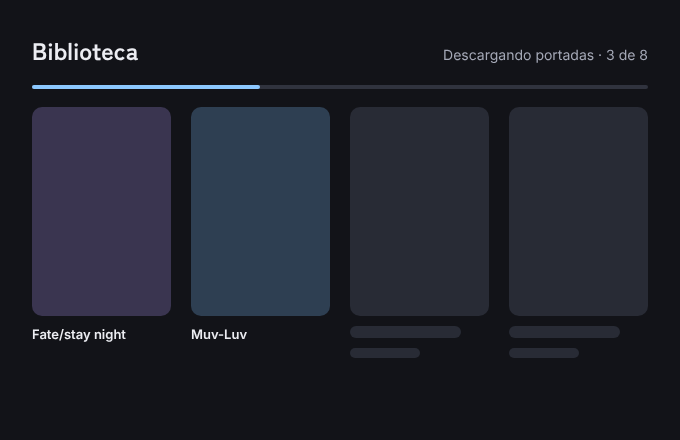 Biblioteca
Descargando portadas · 3 de 8
Fate/stay night
Muv-Luv